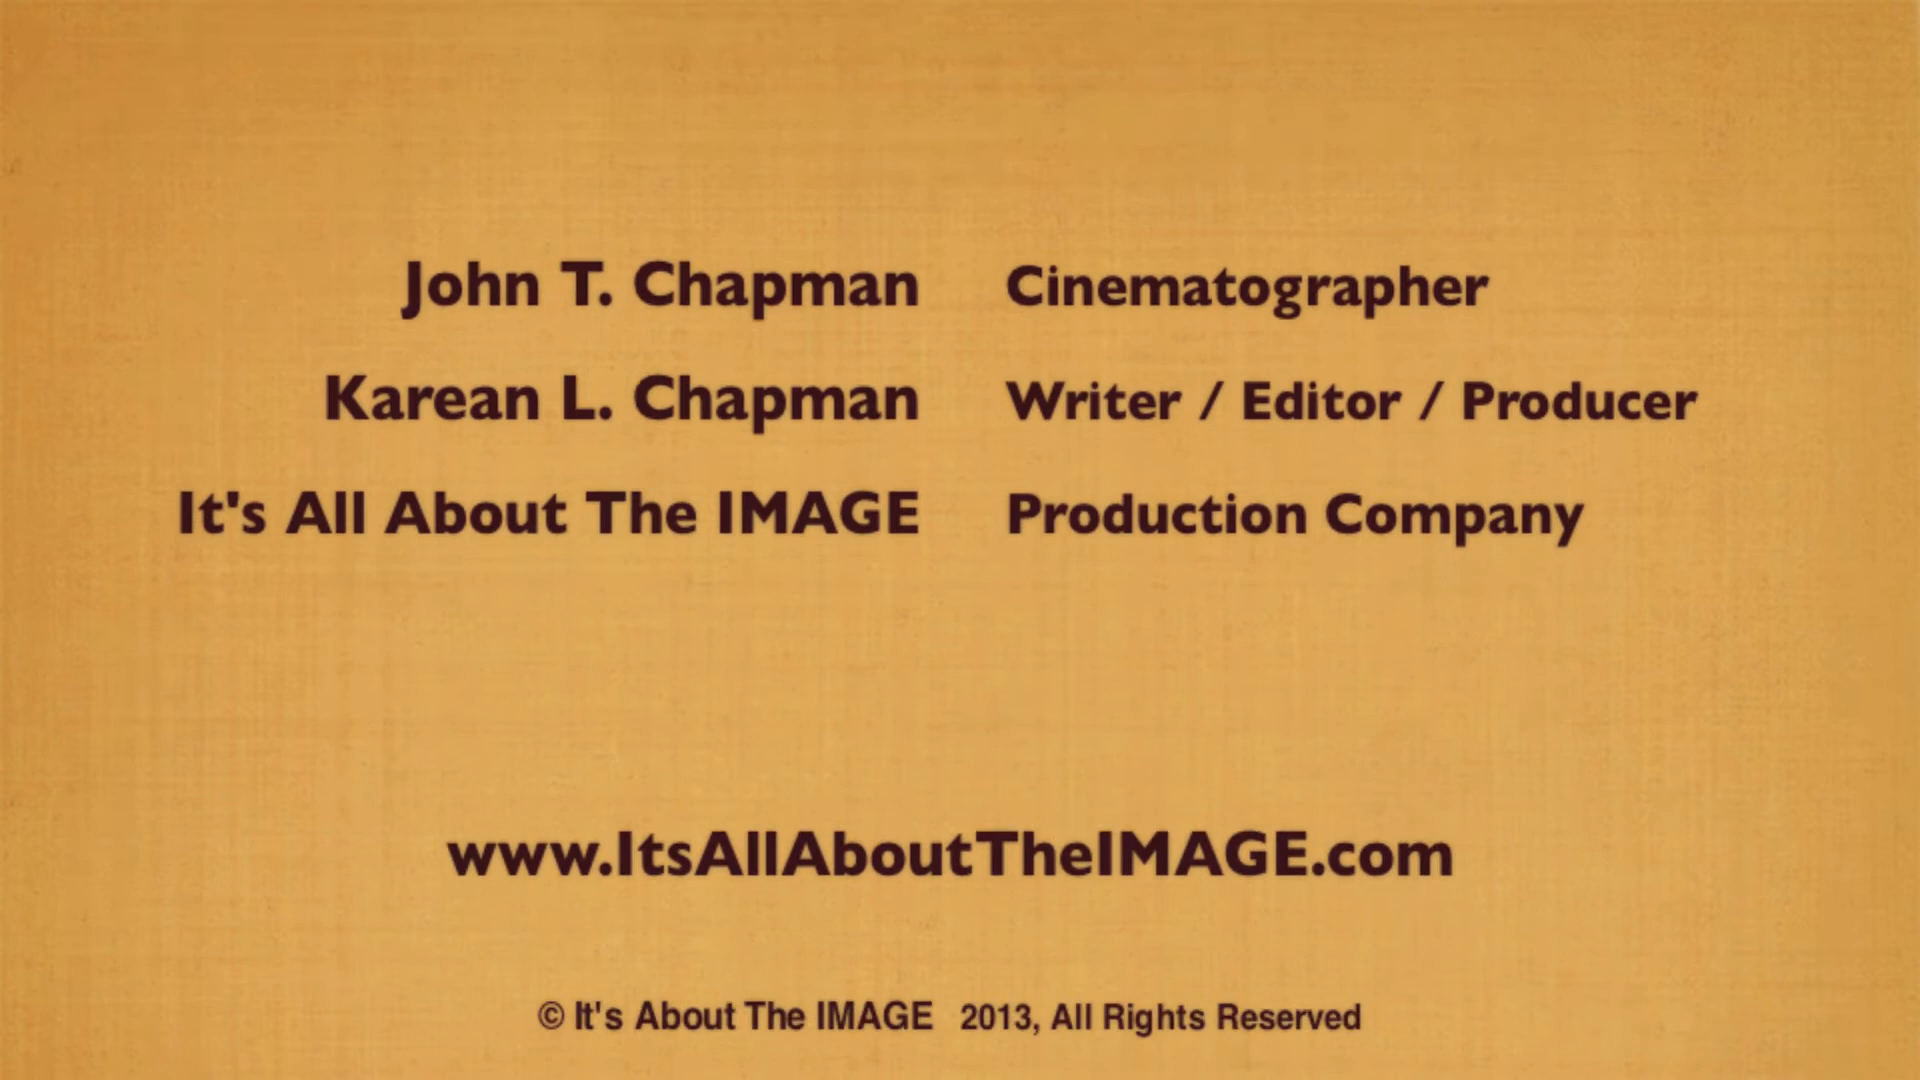 John T. Chapman Cinematographer
Karean L. Chapman Writer / Editor / Producer
It's All About The IMAGE Production Company
www.ItsAllAboutTheIMAGE.com
© It's About The IMAGE 2013, All Rights Reserved